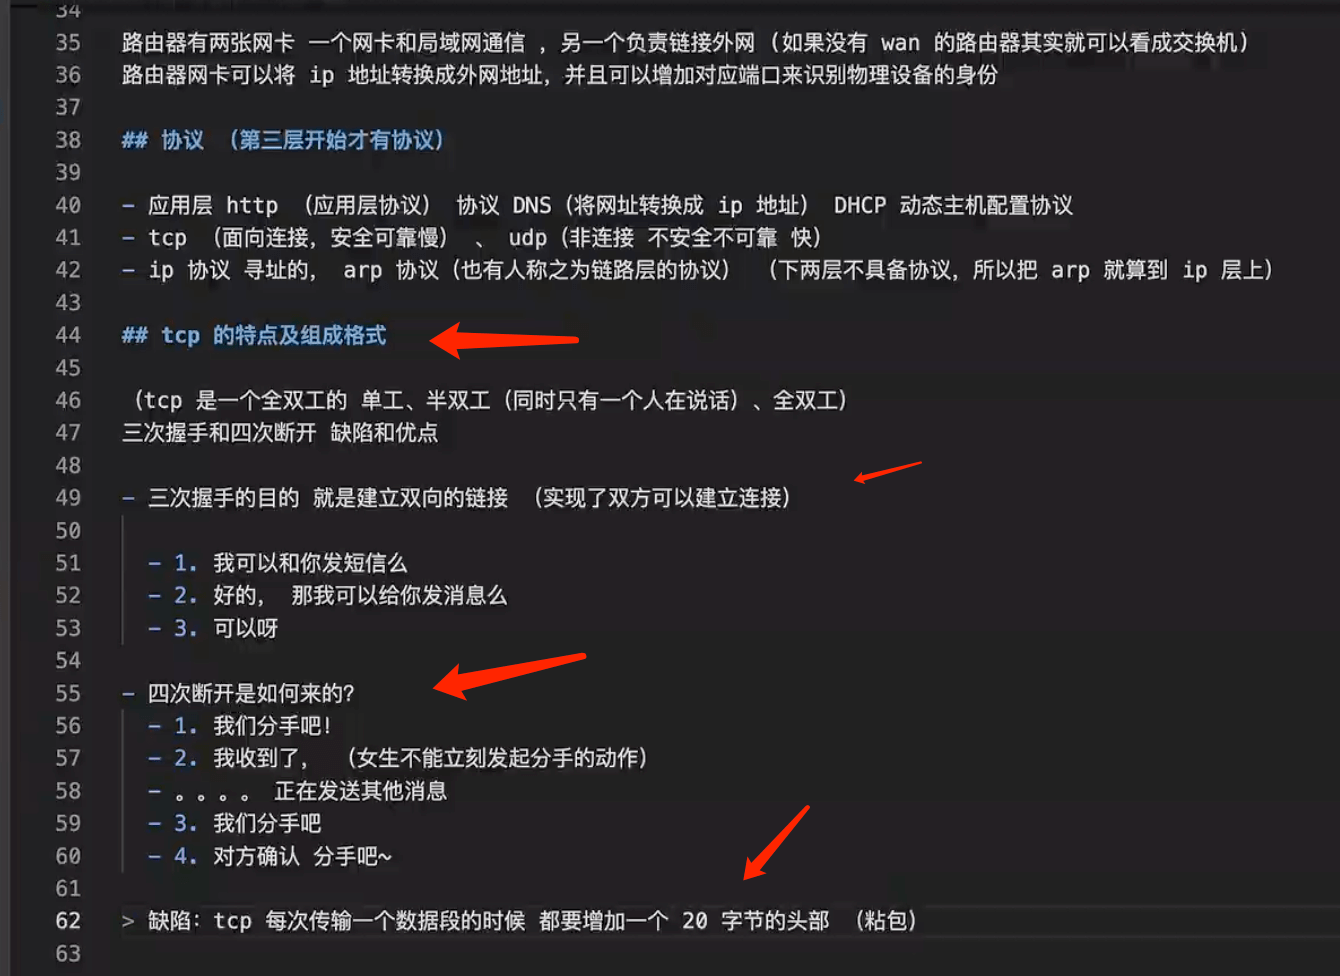 34
35 路由器有两张网卡 一个网卡和局域网通信 ，另一个负责链接外网（如果没有 wan 的路由器其实就可以看成交换机）
36 路由器网卡可以将 ip 地址转换成外网地址，并且可以增加对应端口来识别物理设备的身份
37
38 ## 协议 （第三层开始才有协议）
39
40 - 应用层 http （应用层协议） 协议 DNS（将网址转换成 ip 地址） DHCP 动态主机配置协议
41 - tcp （面向连接，安全可靠慢） 、 udp（非连接 不安全不可靠 快）
42 - ip 协议 寻址的， arp 协议（也有人称之为链路层的协议） （下两层不具备协议，所以把 arp 就算到 ip 层上）
43
44 ## tcp 的特点及组成格式
45
46 （tcp 是一个全双工的 单工、半双工（同时只有一个人在说话）、全双工）
47 三次握手和四次断开 缺陷和优点
48
49 - 三次握手的目的 就是建立双向的链接 （实现了双方可以建立连接）
50
51 - 1. 我可以和你发短信么
52 - 2. 好的， 那我可以给你发消息么
53 - 3. 可以呀
54
55 - 四次断开是如何来的？
56 - 1. 我们分手吧！
57 - 2. 我收到了， （女生不能立刻发起分手的动作）
58 - 。。。。 正在发送其他消息
59 - 3. 我们分手吧
60 - 4. 对方确认 分手吧~
61
62 > 缺陷：tcp 每次传输一个数据段的时候 都要增加一个 20 字节的头部 （粘包）
63